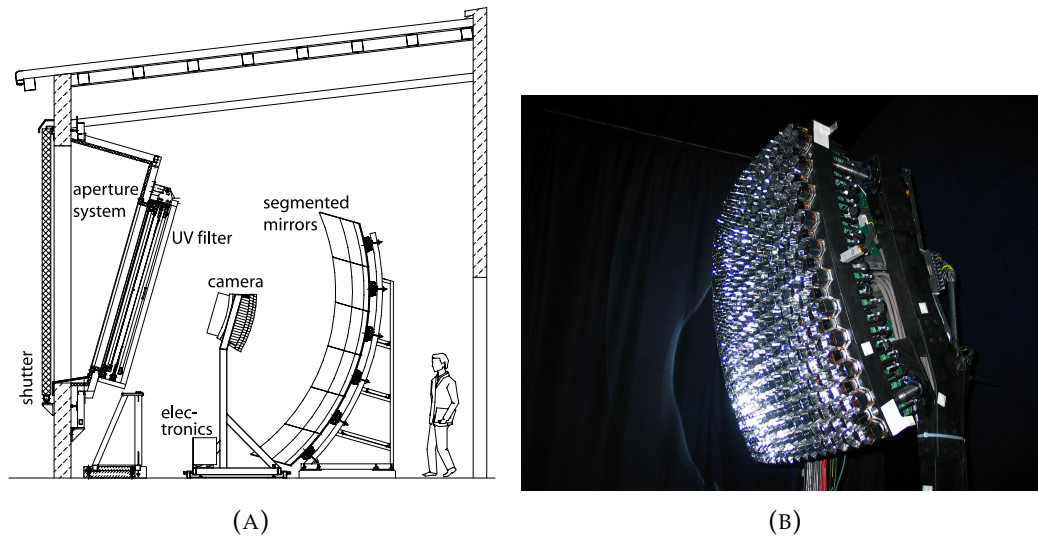 aperture
system
UV filter
segmented
mirrors
camera
shutter
elec-
tronics
(A)
(B)